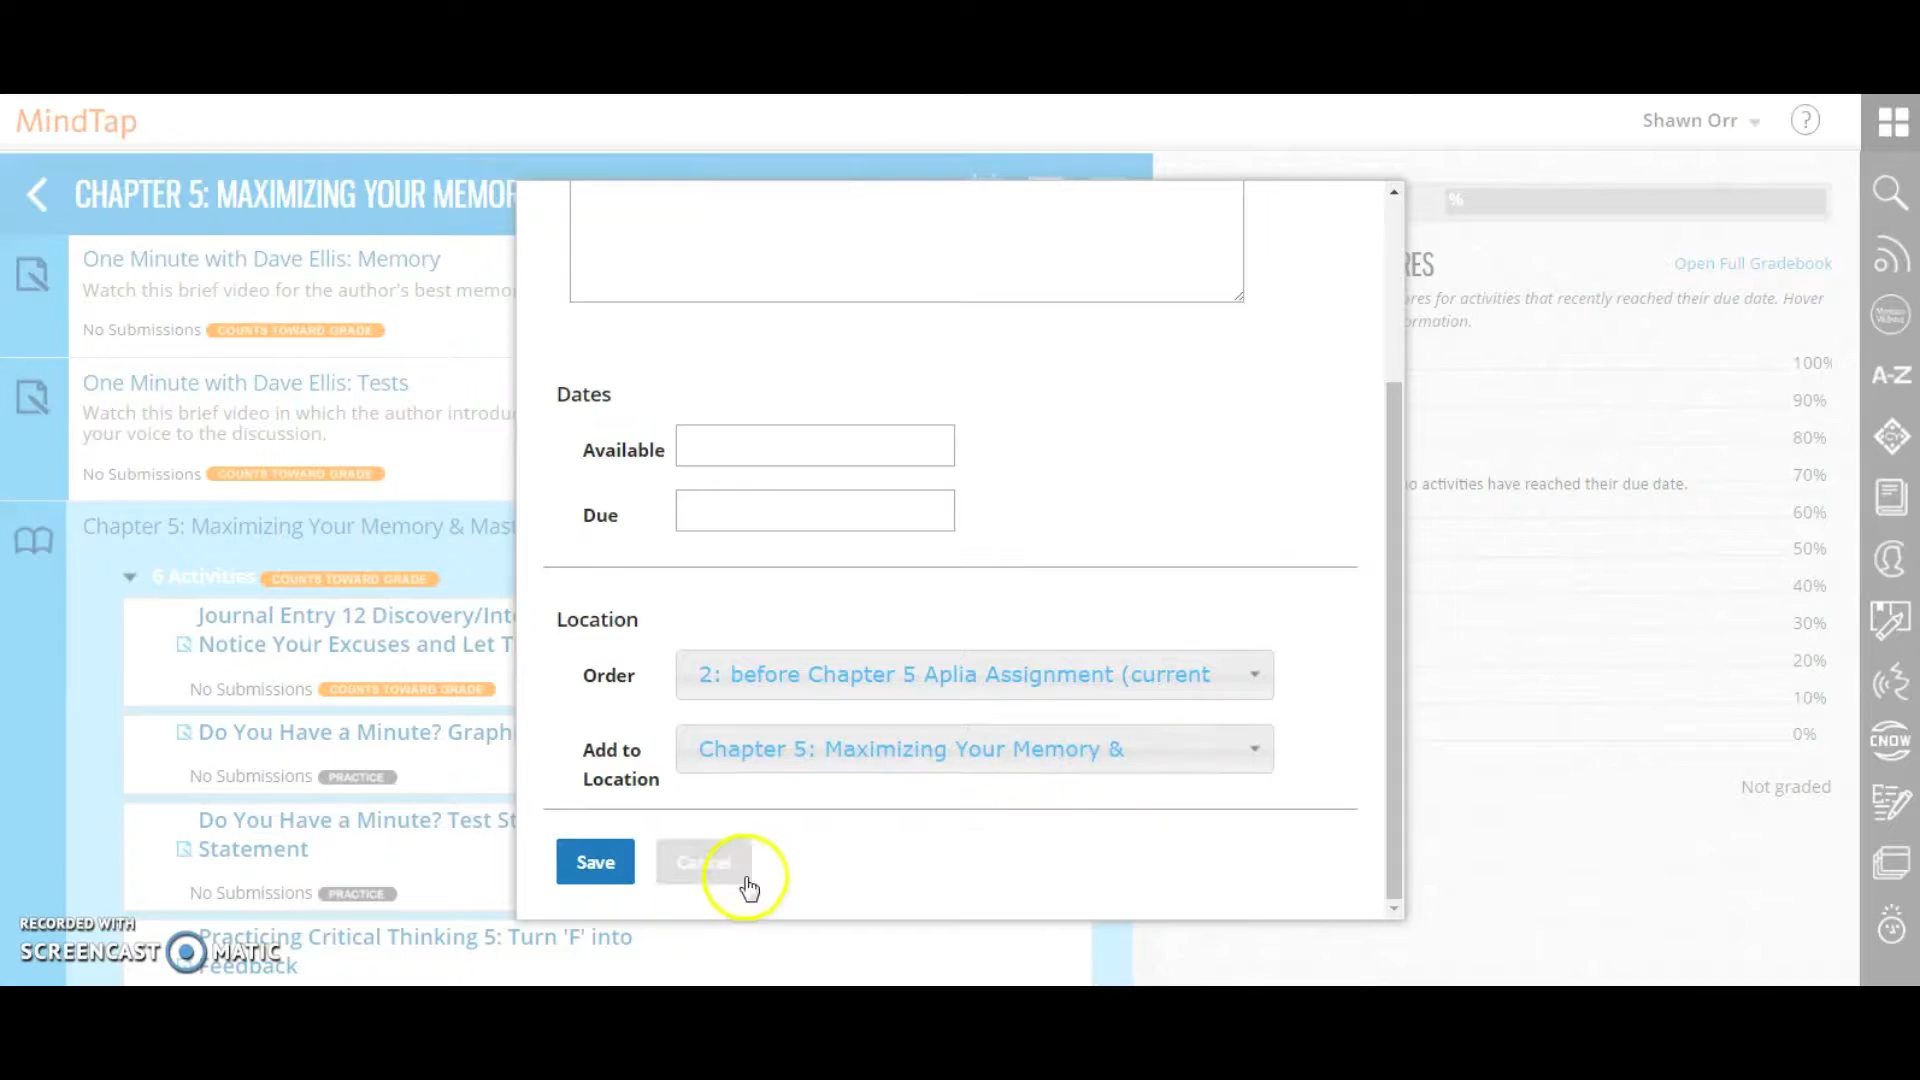 MindTap
Shawn Orr
?
CHAPTER 5: MAXIMIZING YOUR MEMOR
One Minute with Dave Ellis: Memory
Watch this brief video for the author's best memo
No Submissions COUNTS TOWARD GRADE
One Minute with Dave Ellis: Tests
Watch this brief video in which the author introdu
your voice to the discussion.
No Submissions COUNTS TOWARD GRADE
Chapter 5: Maximizing Your Memory & Mast
6 Activities COUNTS TOWARD GRADE
Journal Entry 12 Discovery/Inte
Notice Your Excuses and Let T
No Submissions COUNTS TOWARD GRADE
Do You Have a Minute? Graph
No Submissions PRACTICE
Do You Have a Minute? Test St
Statement
No Submissions PRACTICE
Practicing Critical Thinking 5: Turn 'F' into
Feedback
RECORDED WITH
SCREENCAST MATIC
Dates
Available
Due
Location
Order
2: before Chapter 5 Aplia Assignment (current
Add to
Location
Chapter 5: Maximizing Your Memory &
Save
Cancel
%
RES
Open Full Gradebook
ores for activities that recently reached their due date. Hover
ormation.
100%
90%
80%
70%
o activities have reached their due date.
60%
50%
40%
30%
20%
10%
0%
Not graded
A-Z
CNOW